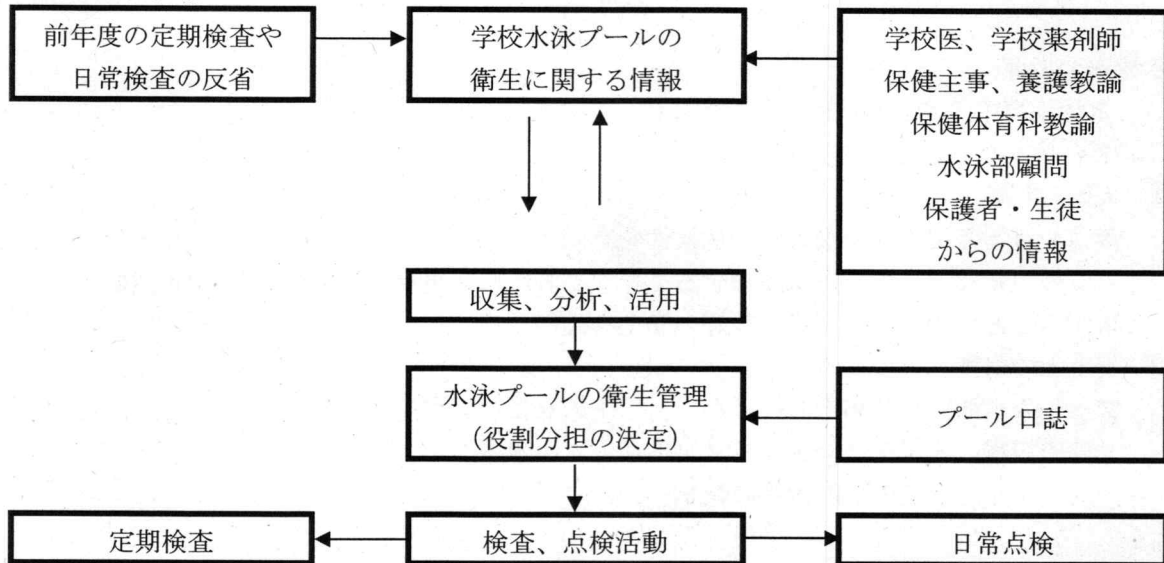 前年度の定期検査や
日常検査の反省
学校水泳プールの
衛生に関する情報
学校医、学校薬剤師
保健主事、養護教諭
保健体育科教諭
水泳部顧問
保護者・生徒
からの情報
収集、分析、活用
水泳プールの衛生管理
（役割分担の決定）
プール日誌
定期検査
検査、点検活動
日常点検